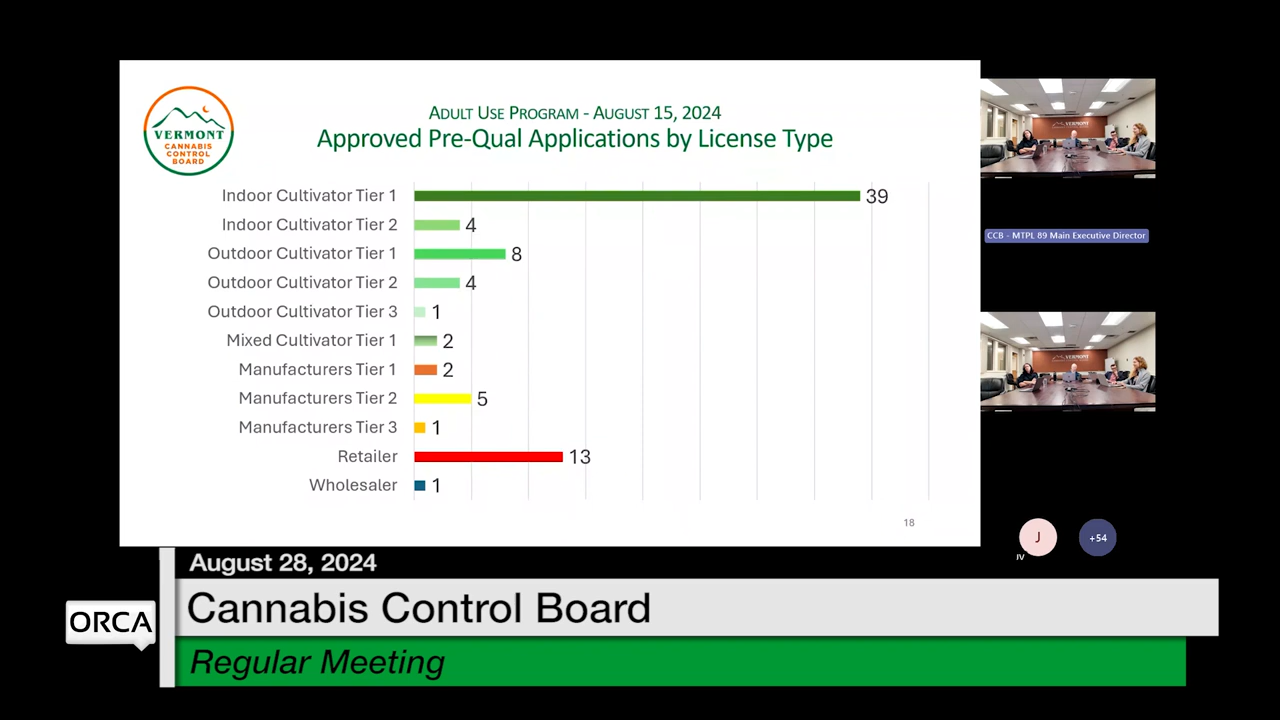 VERMONT
CANNABIS
CONTROL
BOARD
ADULT USE PROGRAM - AUGUST 15, 2024
Approved Pre-Qual Applications by License Type
Indoor Cultivator Tier 1 39
Indoor Cultivator Tier 2 4
Outdoor Cultivator Tier 1 8
Outdoor Cultivator Tier 2 4
Outdoor Cultivator Tier 3 1
Mixed Cultivator Tier 1 2
Manufacturers Tier 1 2
Manufacturers Tier 2 5
Manufacturers Tier 3 1
Retailer 13
Wholesaler 1
18
VERMONT
CCB - MTPL 89 Main Executive Director
VERMONT
J
+54
JV
August 28, 2024
ORCA
Cannabis Control Board
Regular Meeting